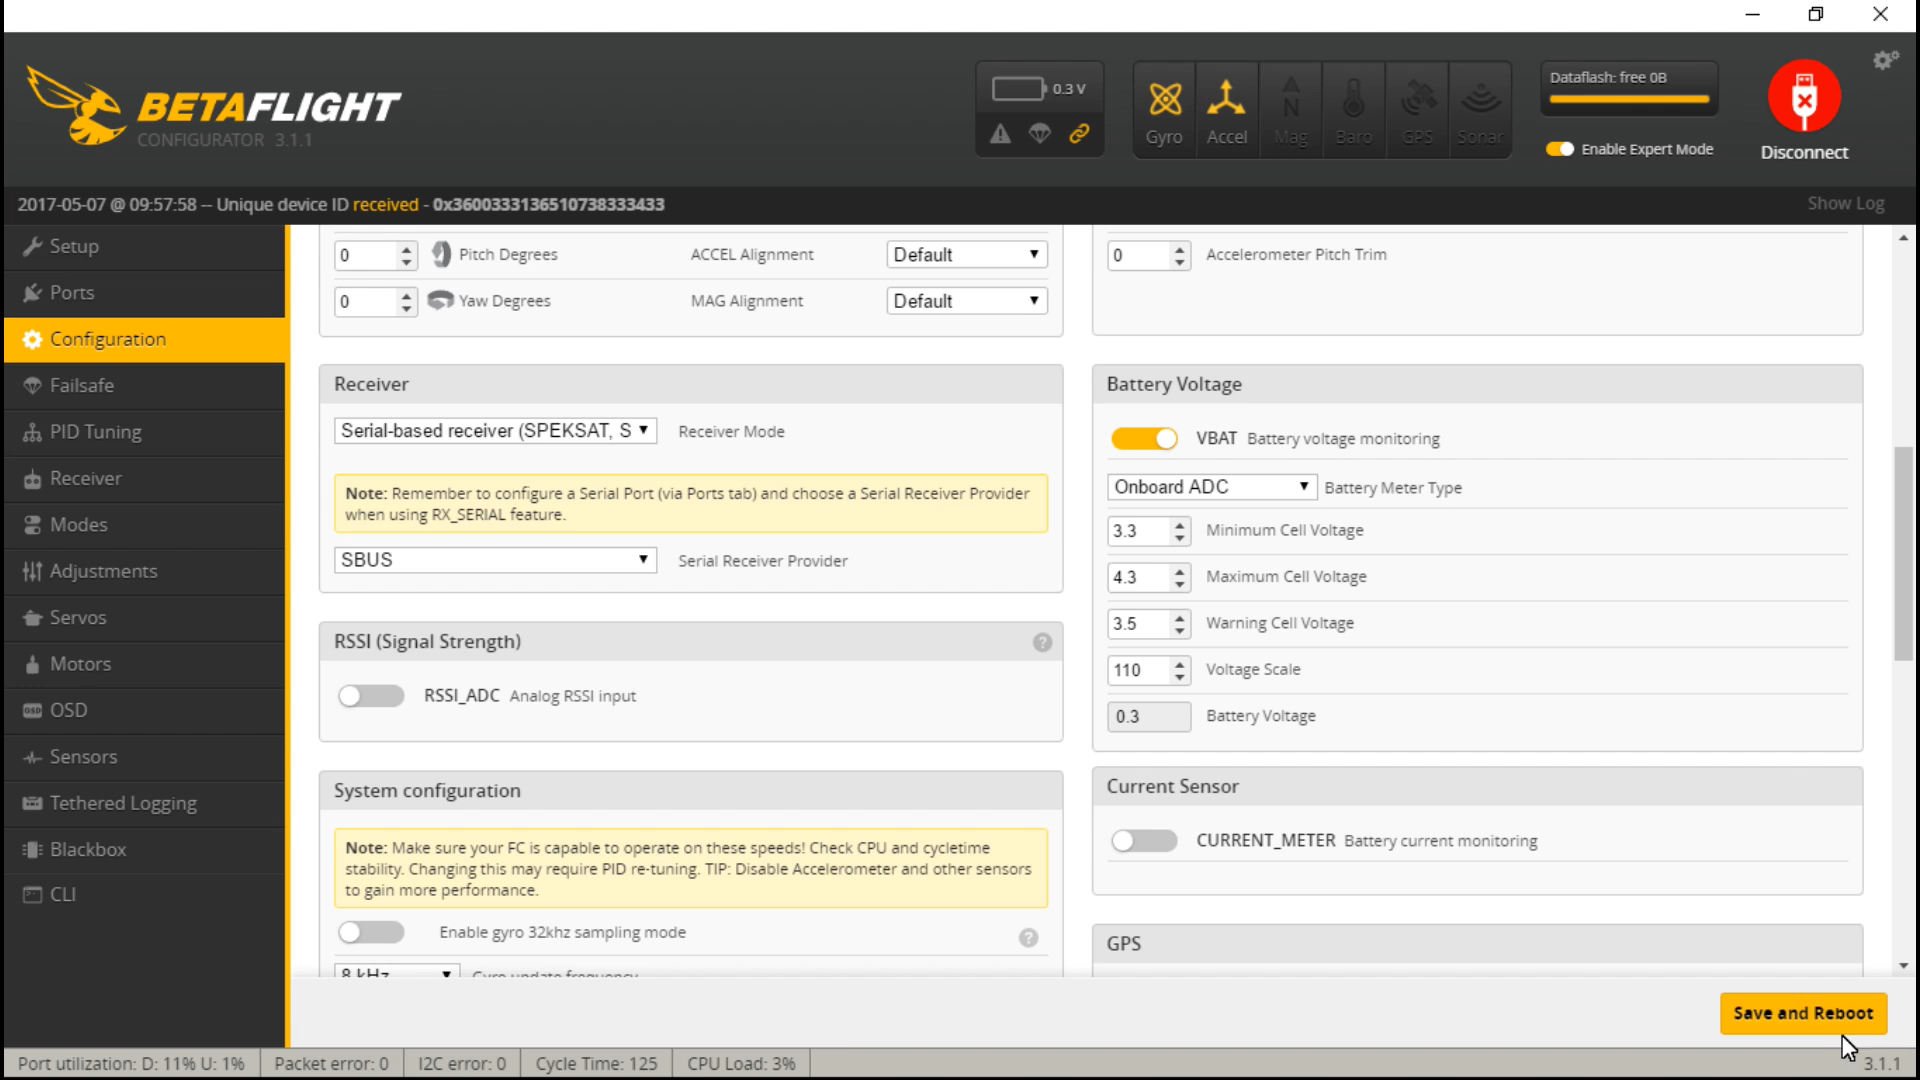 BETAFLIGHT
CONFIGURATOR 3.1.1
0.3 V
Gyro
Accel
Mag
Baro
GPS
Sonar
Dataflash: free 0B
Enable Expert Mode
Disconnect
2017-05-07 @ 09:57:58 -- Unique device ID received - 0x3600333136510738333433
Show Log
Setup
Ports
Configuration
Failsafe
PID Tuning
Receiver
Modes
Adjustments
Servos
Motors
OSD
Sensors
Tethered Logging
Blackbox
CLI
0 Pitch Degrees ACCEL Alignment Default
0 Yaw Degrees MAG Alignment Default
0 Accelerometer Pitch Trim
Receiver
Serial-based receiver (SPEKSAT, S Receiver Mode
Note: Remember to configure a Serial Port (via Ports tab) and choose a Serial Receiver Provider
when using RX_SERIAL feature.
SBUS Serial Receiver Provider
RSSI (Signal Strength)
RSSI_ADC Analog RSSI input
System configuration
Note: Make sure your FC is capable to operate on these speeds! Check CPU and cycletime
stability. Changing this may require PID re-tuning. TIP: Disable Accelerometer and other sensors
to gain more performance.
Enable gyro 32khz sampling mode
8 kHz Gyro update frequency
Battery Voltage
VBAT Battery voltage monitoring
Onboard ADC Battery Meter Type
3.3 Minimum Cell Voltage
4.3 Maximum Cell Voltage
3.5 Warning Cell Voltage
110 Voltage Scale
0.3 Battery Voltage
Current Sensor
CURRENT_METER Battery current monitoring
GPS
Save and Reboot
Port utilization: D: 11% U: 1%
Packet error: 0
I2C error: 0
Cycle Time: 125
CPU Load: 3%
3.1.1